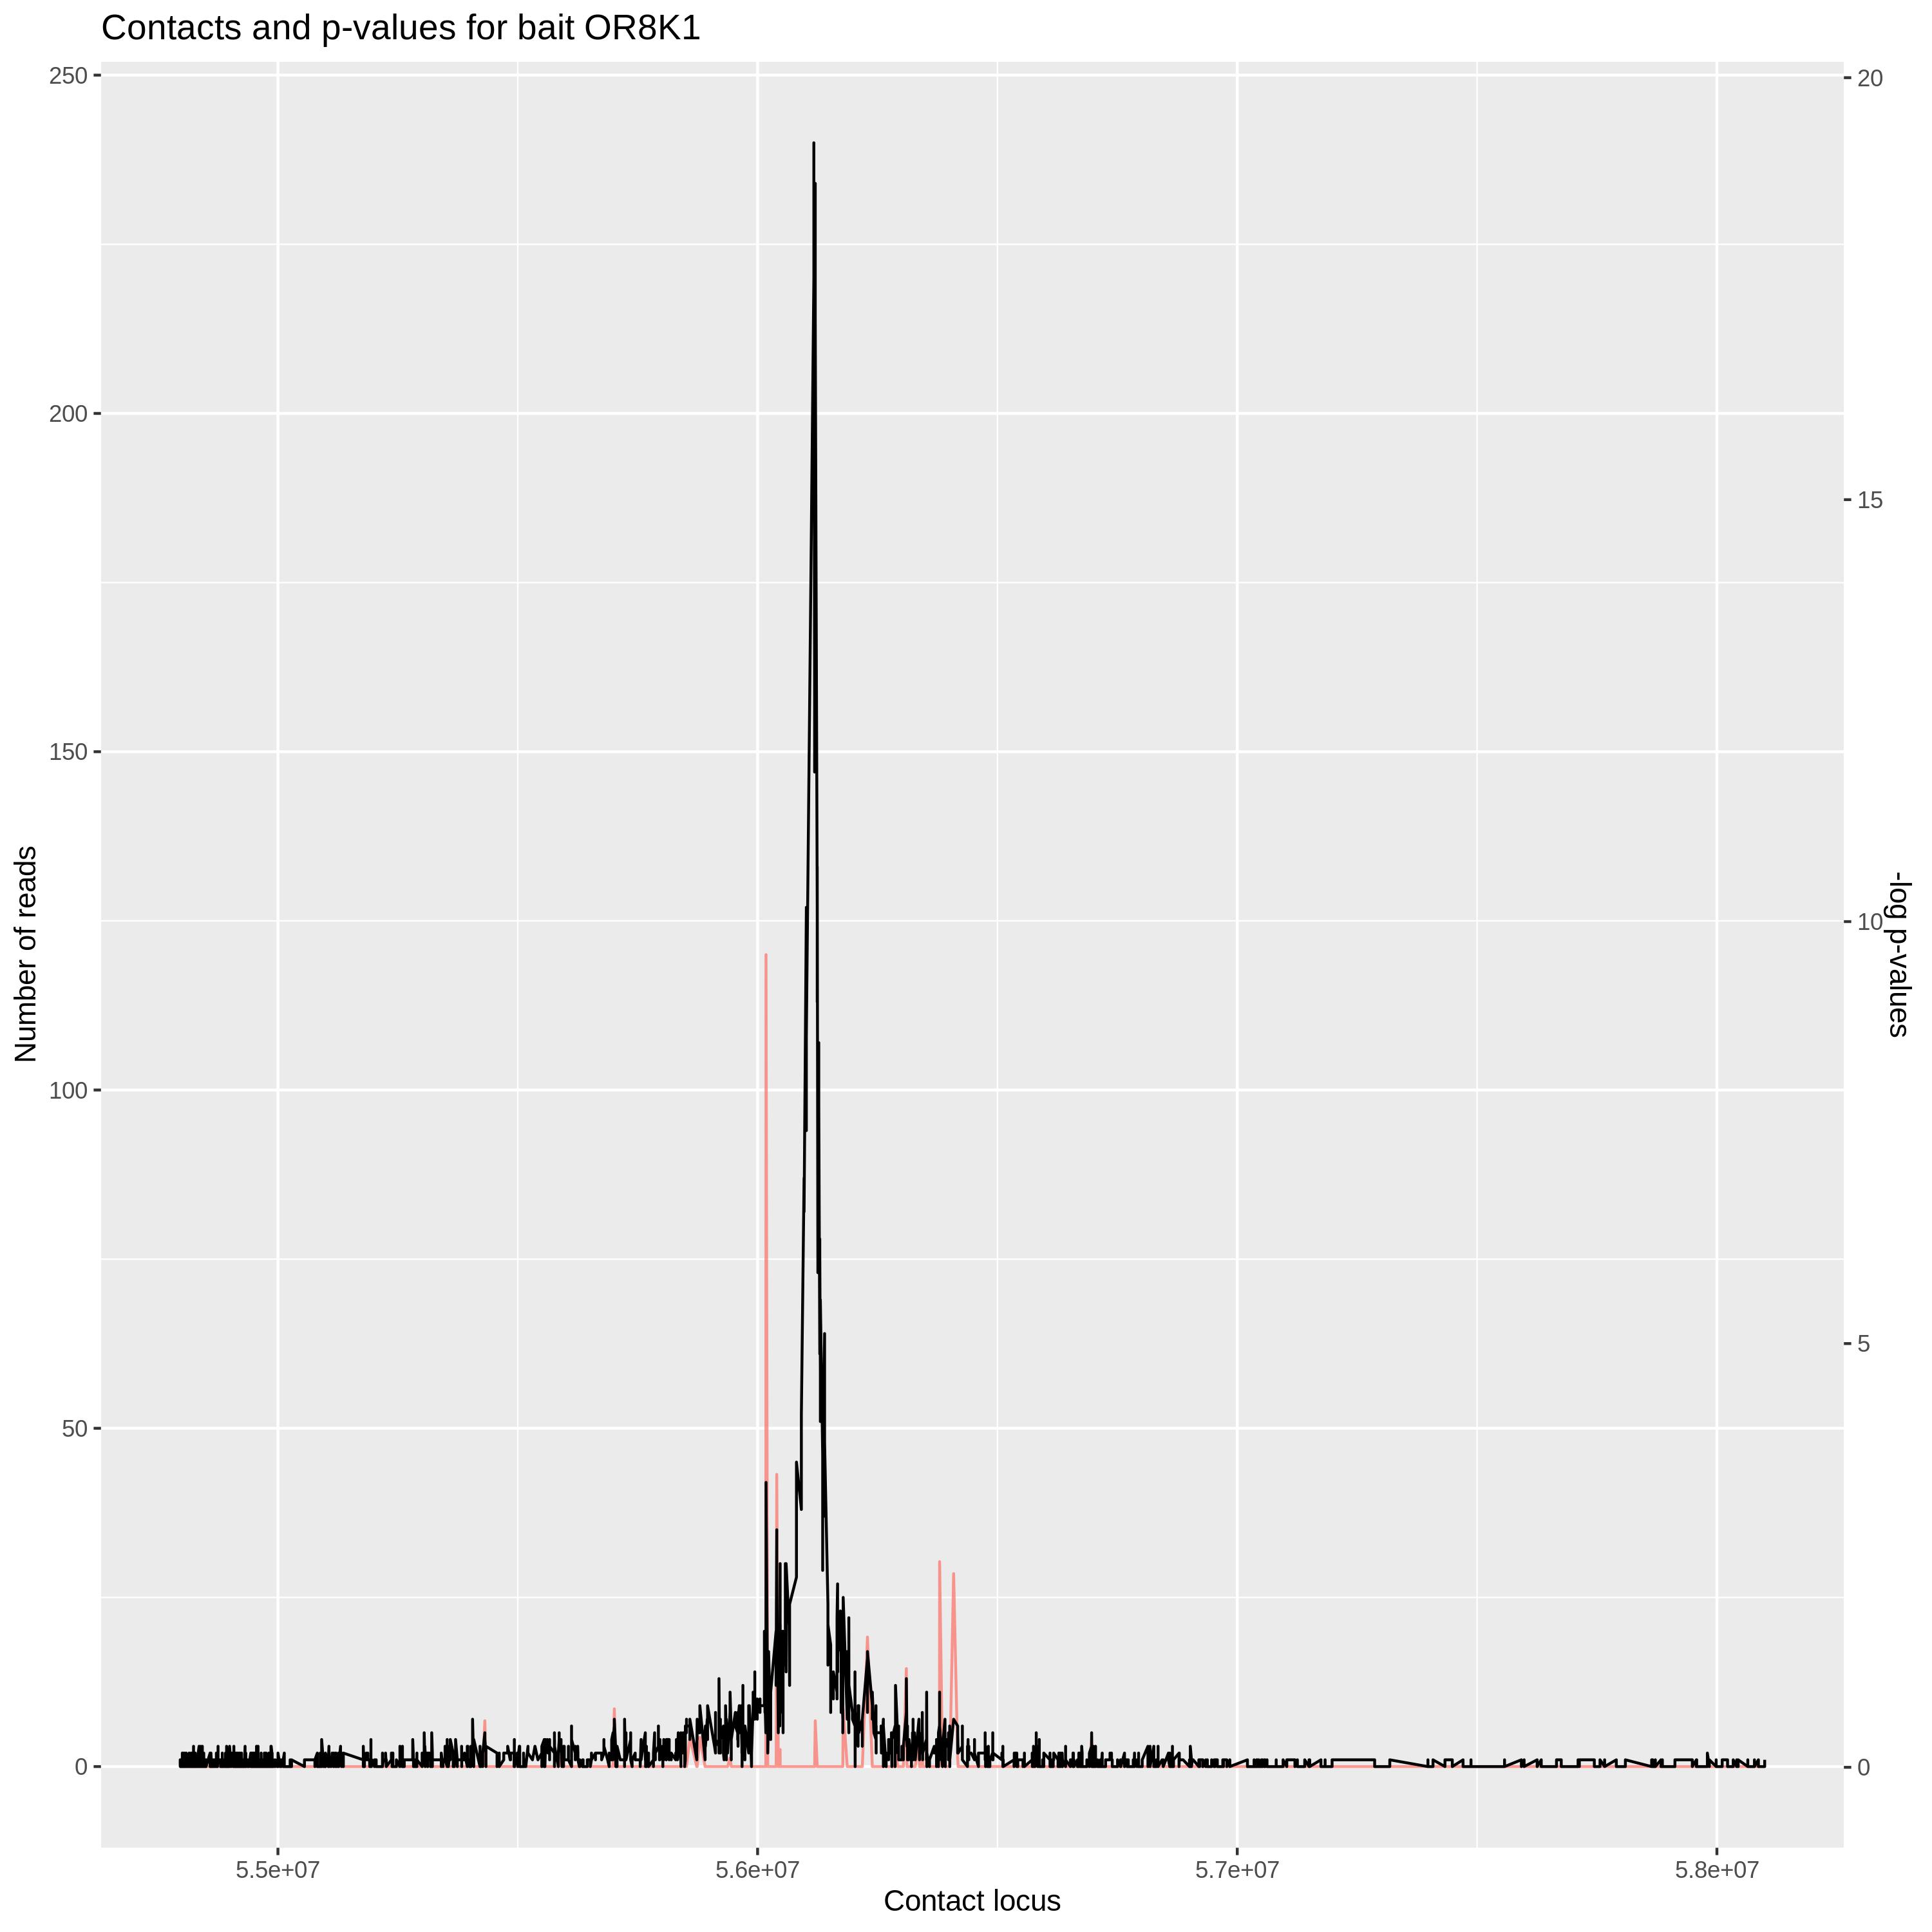 Contacts and p-values for bait OR8K1
250
200
150
100
50
0
Number of reads
20
15
10
5
0
-log p-values
5.5e+07
5.6e+07
5.7e+07
5.8e+07
Contact locus